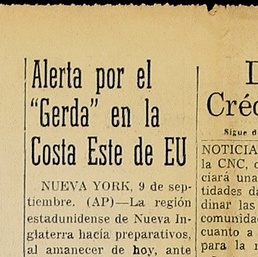 Alerta por el
"Gerda" en la
Costa Este de EU
NUEVA YORK, 9 de sep-
tiembre. (AP)—La región
estadunidense de Nueva In-
glaterra hacía preparativos,
al amanecer de hoy, ante
Créd
Sigue d
NOTICIA
la CNC, d
ciará una
tidades da
dinar las
comunidad
cuanto a
para la r